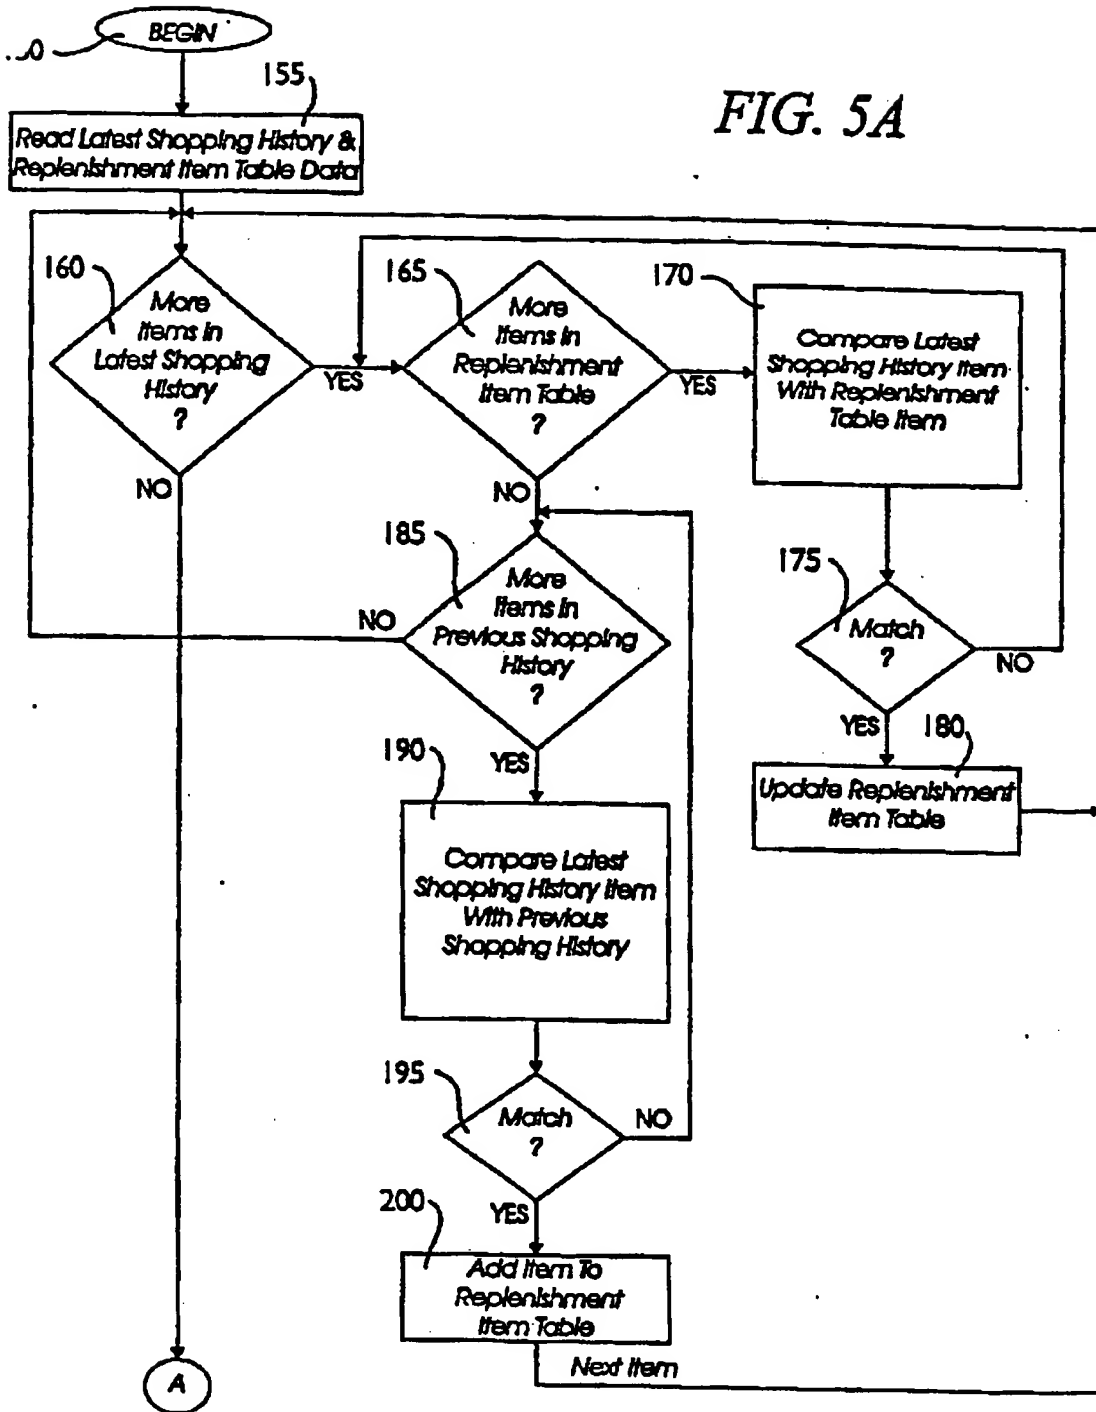 BEGIN
155
FIG. 5A
Read Latest Shopping History &
Replenishment Item Table Data
160
More
Items In
Latest Shopping
History
?
YES
NO
165
More
Items In
Replenishment
Item Table
?
YES
NO
170
Compare Latest
Shopping History Item
With Replenishment
Table Item
175
Match
?
NO
YES
180
Update Replenishment
Item Table
185
More
Items In
Previous Shopping
History
?
NO
YES
190
Compare Latest
Shopping History Item
With Previous
Shopping History
195
Match
?
NO
YES
200
Add Item To
Replenishment
Item Table
Next Item
A